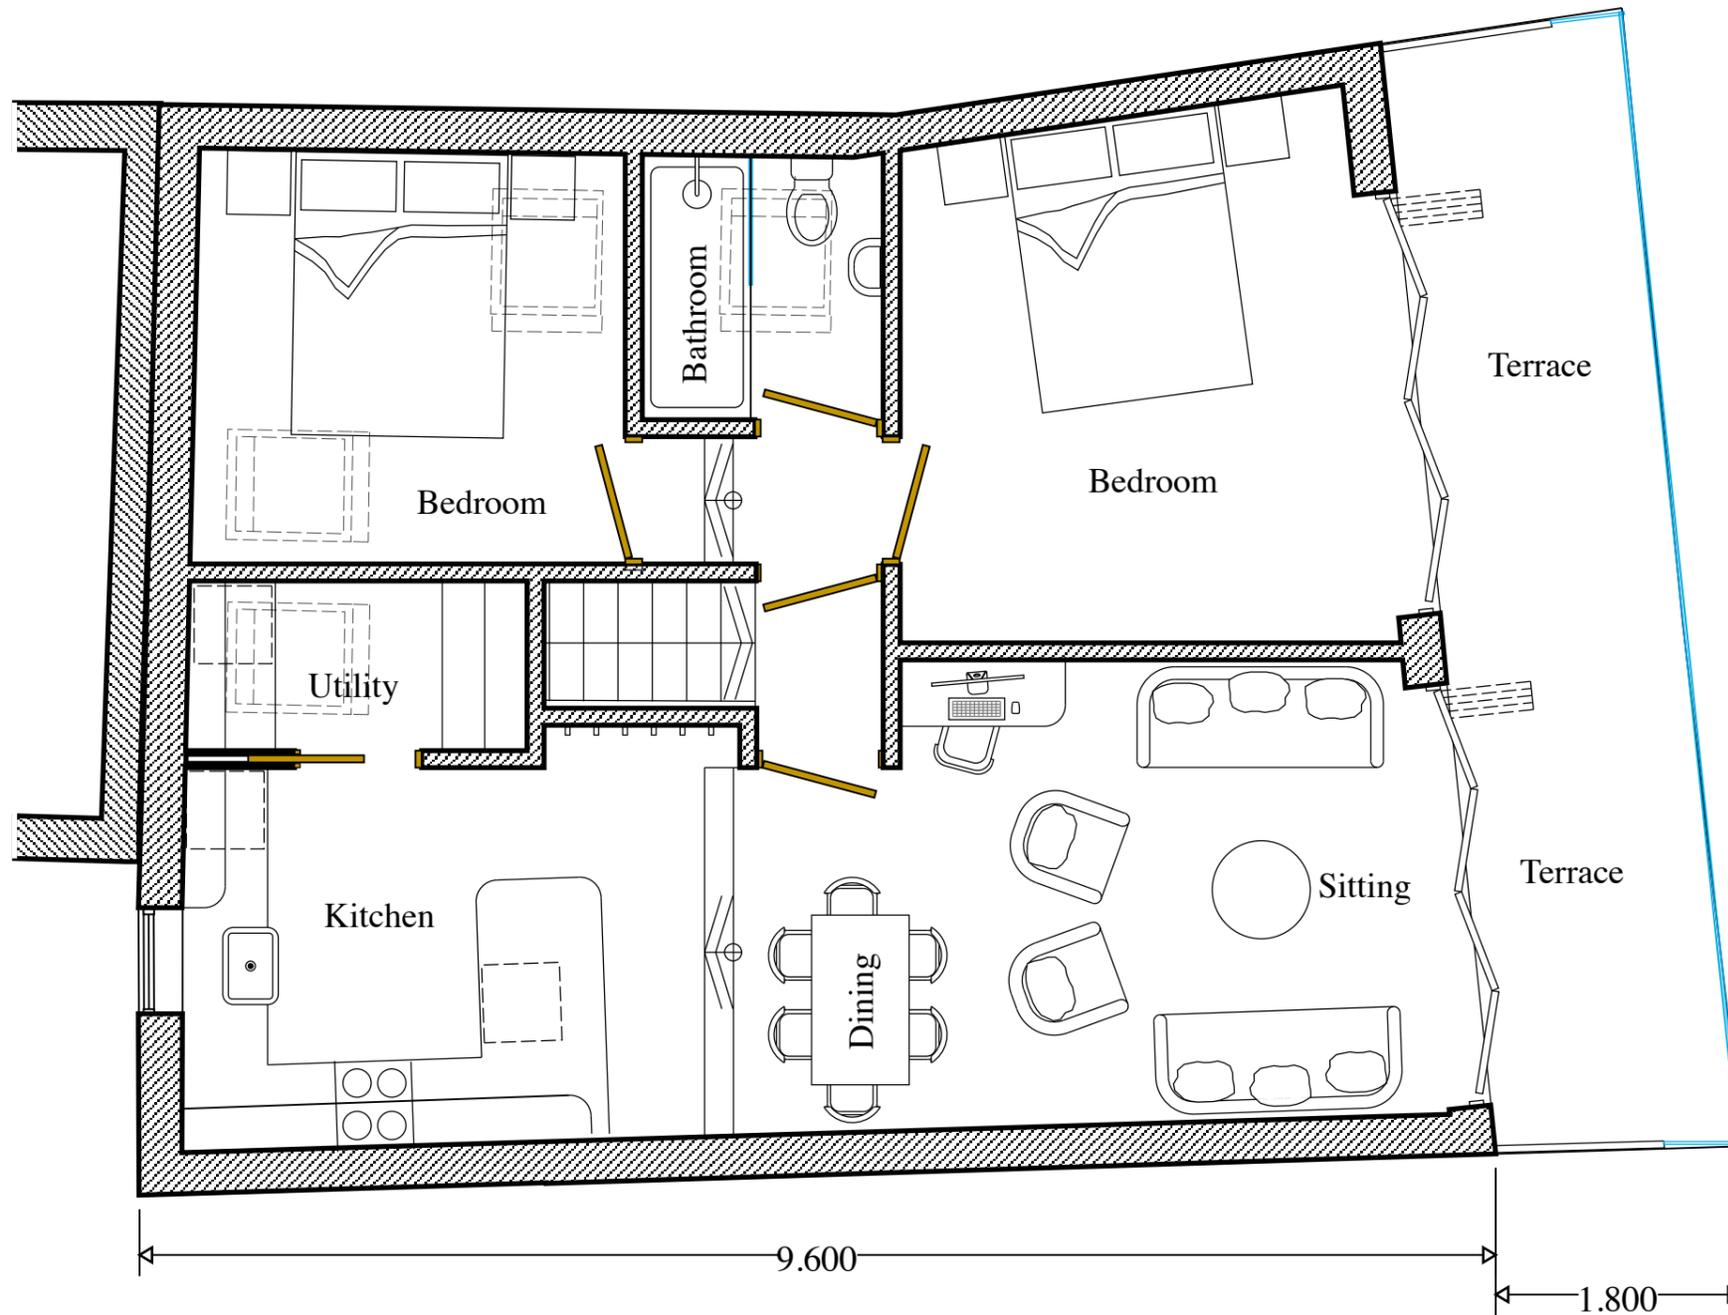 Bathroom
Terrace
Bedroom
Bedroom
Utility
Kitchen
Dining
Sitting
Terrace
9.600
1.800